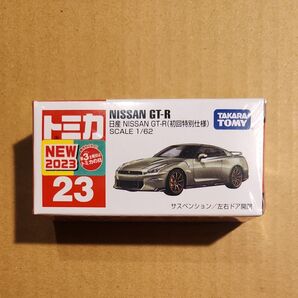 トミカ
NEW
2023
23
NISSAN GT-R
日産 NISSAN GT-R(初回特別仕様)
SCALE 1/62
TAKARA
TOMY
サスペンション/左右ドア開閉